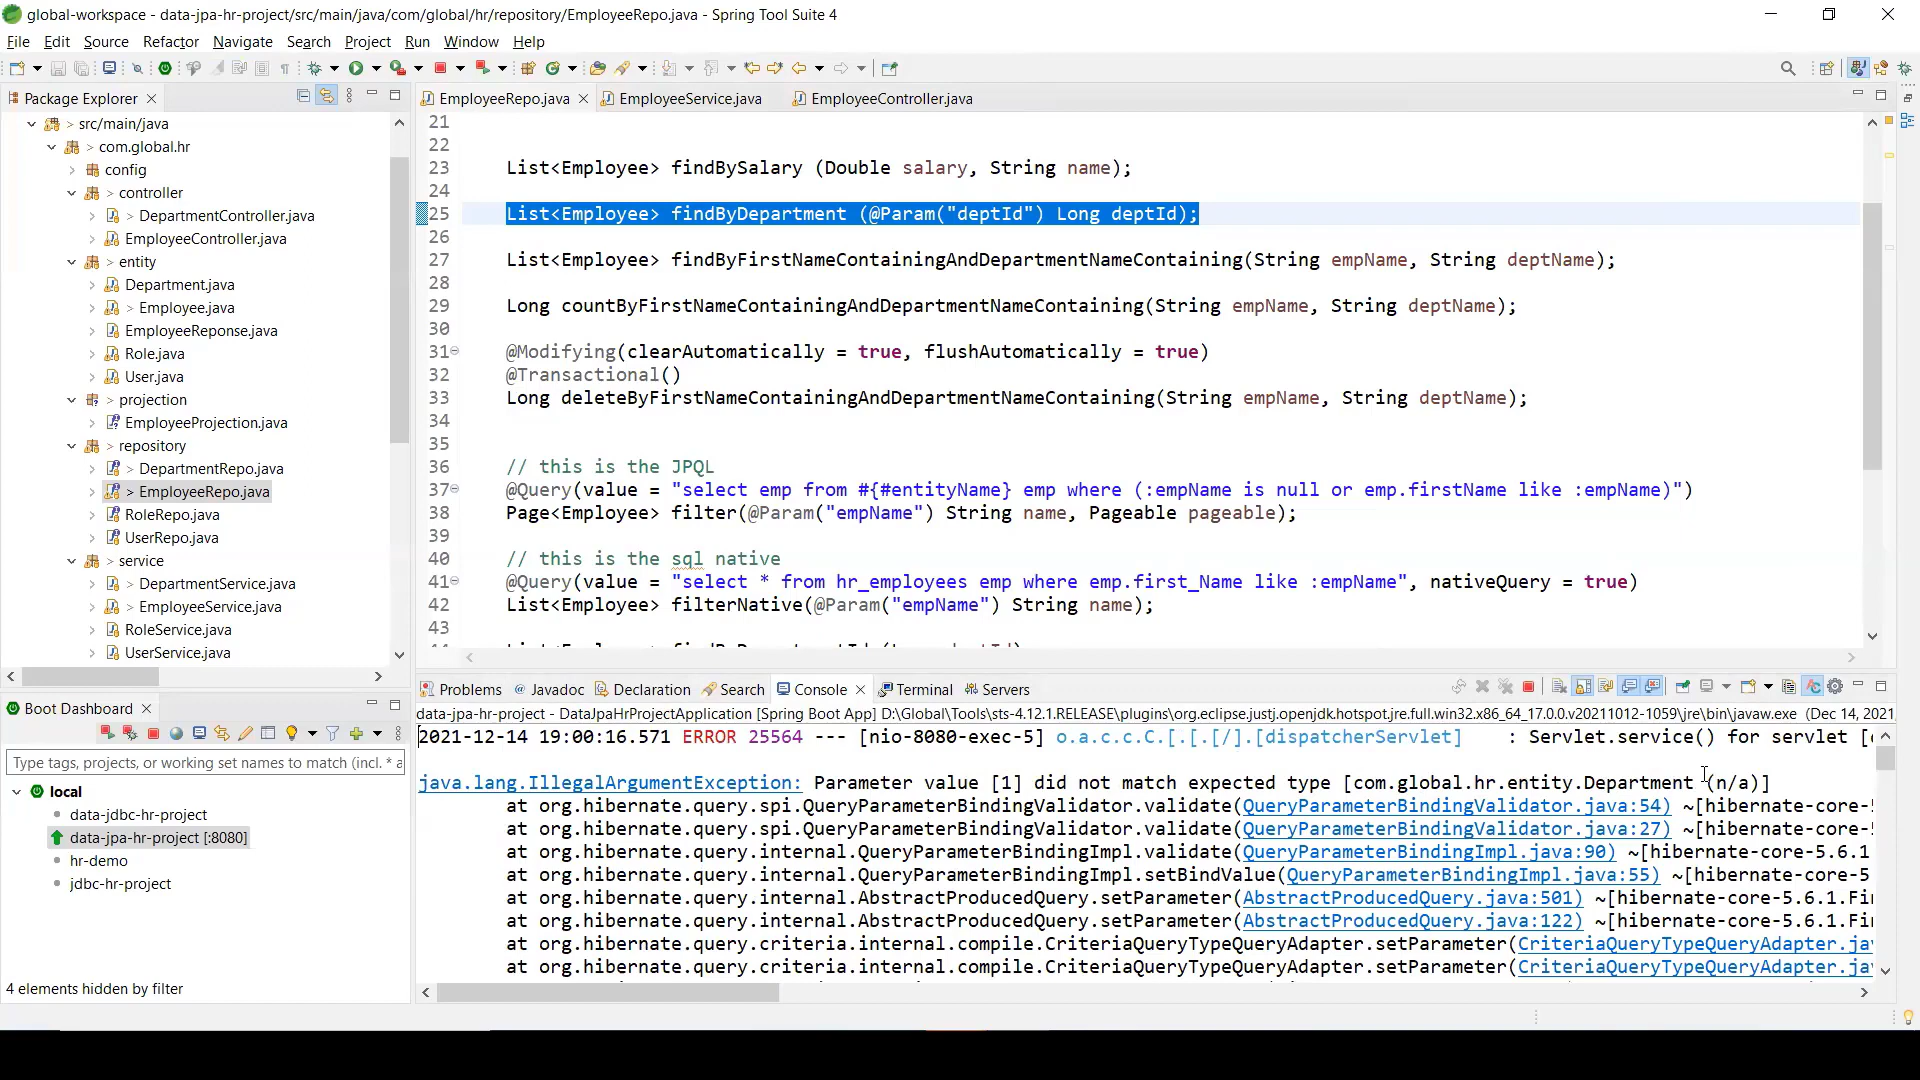 global-workspace - data-jpa-hr-project/src/main/java/com/global/hr/repository/EmployeeRepo.java - Spring Tool Suite 4
File Edit Source Refactor Navigate Search Project Run Window Help
Package Explorer
> src/main/java
> com.global.hr
> config
> controller
> DepartmentController.java
EmployeeController.java
> entity
Department.java
> Employee.java
EmployeeReponse.java
Role.java
User.java
> projection
EmployeeProjection.java
> repository
> DepartmentRepo.java
> EmployeeRepo.java
RoleRepo.java
UserRepo.java
> service
> DepartmentService.java
> EmployeeService.java
RoleService.java
UserService.java
Boot Dashboard
Type tags, projects, or working set names to match (incl. * a
local
data-jdbc-hr-project
data-jpa-hr-project [:8080]
hr-demo
jdbc-hr-project
4 elements hidden by filter
EmployeeRepo.java EmployeeService.java EmployeeController.java
21
22
23 List<Employee> findBySalary (Double salary, String name);
24
25 List<Employee> findByDepartment (@Param("deptId") Long deptId);
26
27 List<Employee> findByFirstNameContainingAndDepartmentNameContaining(String empName, String deptName);
28
29 Long countByFirstNameContainingAndDepartmentNameContaining(String empName, String deptName);
30
31 @Modifying(clearAutomatically = true, flushAutomatically = true)
32 @Transactional()
33 Long deleteByFirstNameContainingAndDepartmentNameContaining(String empName, String deptName);
34
35
36 // this is the JPQL
37 @Query(value = "select emp from #{#entityName} emp where (:empName is null or emp.firstName like :empName)")
38 Page<Employee> filter(@Param("empName") String name, Pageable pageable);
39
40 // this is the sql native
41 @Query(value = "select * from hr_employees emp where emp.first_Name like :empName", nativeQuery = true)
42 List<Employee> filterNative(@Param("empName") String name);
43
Problems @ Javadoc Declaration Search Console Terminal Servers
data-jpa-hr-project - DataJpaHrProjectApplication [Spring Boot App] D:\Global\Tools\sts-4.12.1.RELEASE\plugins\org.eclipse.justj.openjdk.hotspot.jre.full.win32.x86_64_17.0.0.v20211012-1059\jre\bin\javaw.exe (Dec 14, 2021,
2021-12-14 19:00:16.571 ERROR 25564 --- [nio-8080-exec-5] o.a.c.c.C.[.[.[/].[dispatcherServlet] : Servlet.service() for servlet [
java.lang.IllegalArgumentException: Parameter value [1] did not match expected type [com.global.hr.entity.Department (n/a)]
at org.hibernate.query.spi.QueryParameterBindingValidator.validate(QueryParameterBindingValidator.java:54) ~[hibernate-core-
at org.hibernate.query.spi.QueryParameterBindingValidator.validate(QueryParameterBindingValidator.java:27) ~[hibernate-core-
at org.hibernate.query.internal.QueryParameterBindingImpl.validate(QueryParameterBindingImpl.java:90) ~[hibernate-core-5.6.1
at org.hibernate.query.internal.QueryParameterBindingImpl.setBindValue(QueryParameterBindingImpl.java:55) ~[hibernate-core-5
at org.hibernate.query.internal.AbstractProducedQuery.setParameter(AbstractProducedQuery.java:501) ~[hibernate-core-5.6.1.Fi
at org.hibernate.query.internal.AbstractProducedQuery.setParameter(AbstractProducedQuery.java:122) ~[hibernate-core-5.6.1.Fi
at org.hibernate.query.criteria.internal.compile.CriteriaQueryTypeQueryAdapter.setParameter(CriteriaQueryTypeQueryAdapter.ja
at org.hibernate.query.criteria.internal.compile.CriteriaQueryTypeQueryAdapter.setParameter(CriteriaQueryTypeQueryAdapter.ja